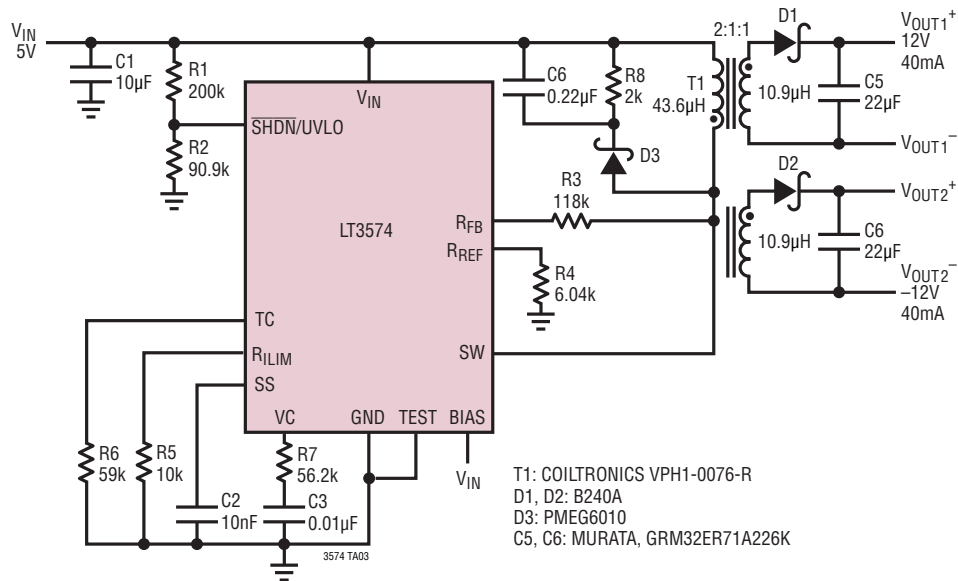 VIN
5V
C1
10µF
R1
200k
R2
90.9k
VIN
SHDN/UVLO
LT3574
RFB
RREF
SW
TC
RILIM
SS
VC
GND
TEST
BIAS
VIN
C6
0.22µF
R8
2k
D3
R3
118k
R4
6.04k
T1
43.6µH
2:1:1
10.9µH
D1
C5
22µF
VOUT1+
12V
40mA
VOUT1–
D2
10.9µH
C6
22µF
VOUT2+
VOUT2–
–12V
40mA
R6
59k
R5
10k
C2
10nF
R7
56.2k
C3
0.01µF
3574 TA03
T1: COILTRONICS VPH1-0076-R
D1, D2: B240A
D3: PMEG6010
C5, C6: MURATA, GRM32ER71A226K